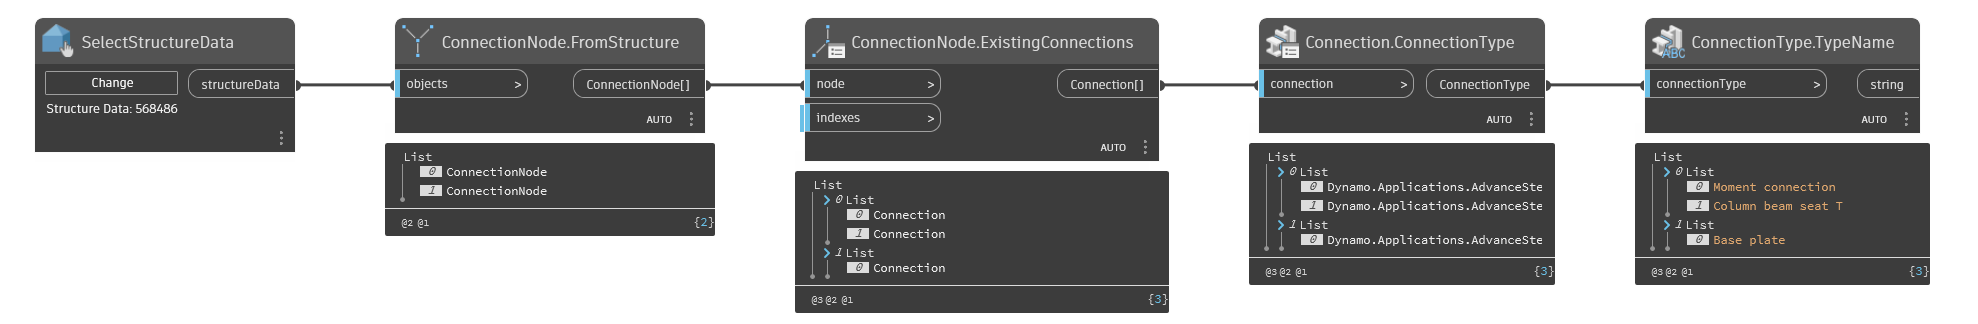 SelectStructureData
Change
structureData
Structure Data: 568486
ConnectionNode.FromStructure
objects >
ConnectionNode[]
AUTO
List
0 ConnectionNode
1 ConnectionNode
@2 @1 {2}
ConnectionNode.ExistingConnections
node >
Connection[]
indexes >
AUTO
List
0 List
0 Connection
1 Connection
1 List
0 Connection
@3 @2 @1 {3}
Connection.ConnectionType
connection >
ConnectionType
AUTO
List
0 List
0 Dynamo.Applications.AdvanceSte
1 Dynamo.Applications.AdvanceSte
1 List
0 Dynamo.Applications.AdvanceSte
@3 @2 @1 {3}
ABC
ConnectionType.TypeName
connectionType >
string
AUTO
List
0 List
0 Moment connection
1 Column beam seat T
1 List
0 Base plate
@3 @2 @1 {3}